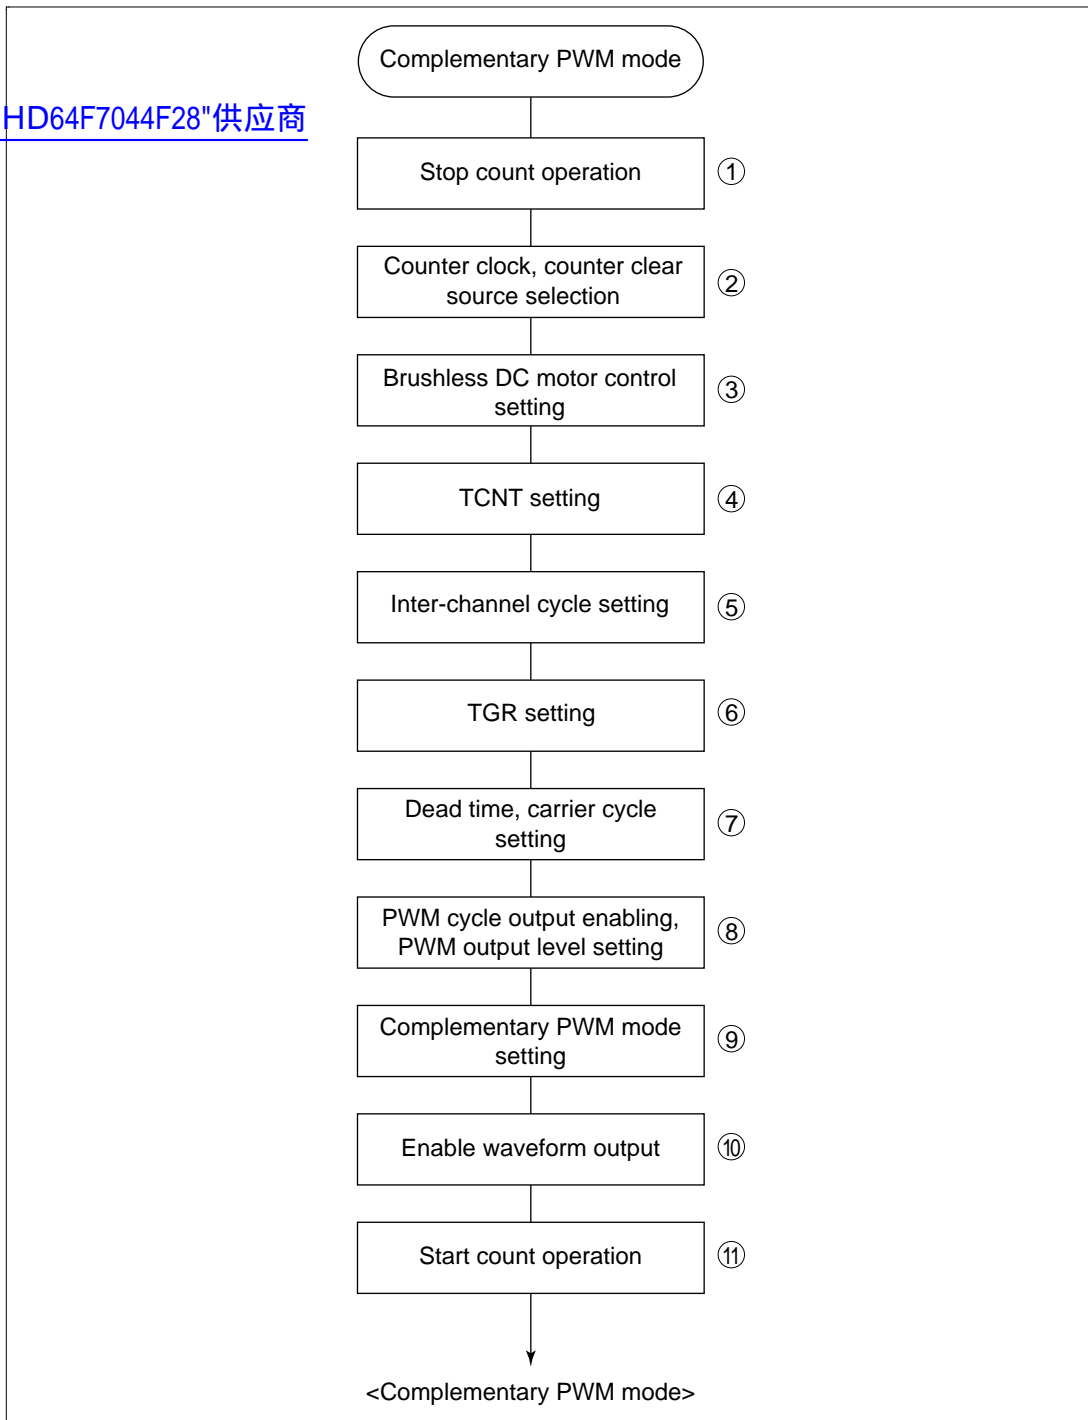 Complementary PWM mode
HD64F7044F28"供应商
Stop count operation ①
Counter clock, counter clear
source selection ②
Brushless DC motor control
setting ③
TCNT setting ④
Inter-channel cycle setting ⑤
TGR setting ⑥
Dead time, carrier cycle
setting ⑦
PWM cycle output enabling,
PWM output level setting ⑧
Complementary PWM mode
setting ⑨
Enable waveform output ⑩
Start count operation ⑪
<Complementary PWM mode>